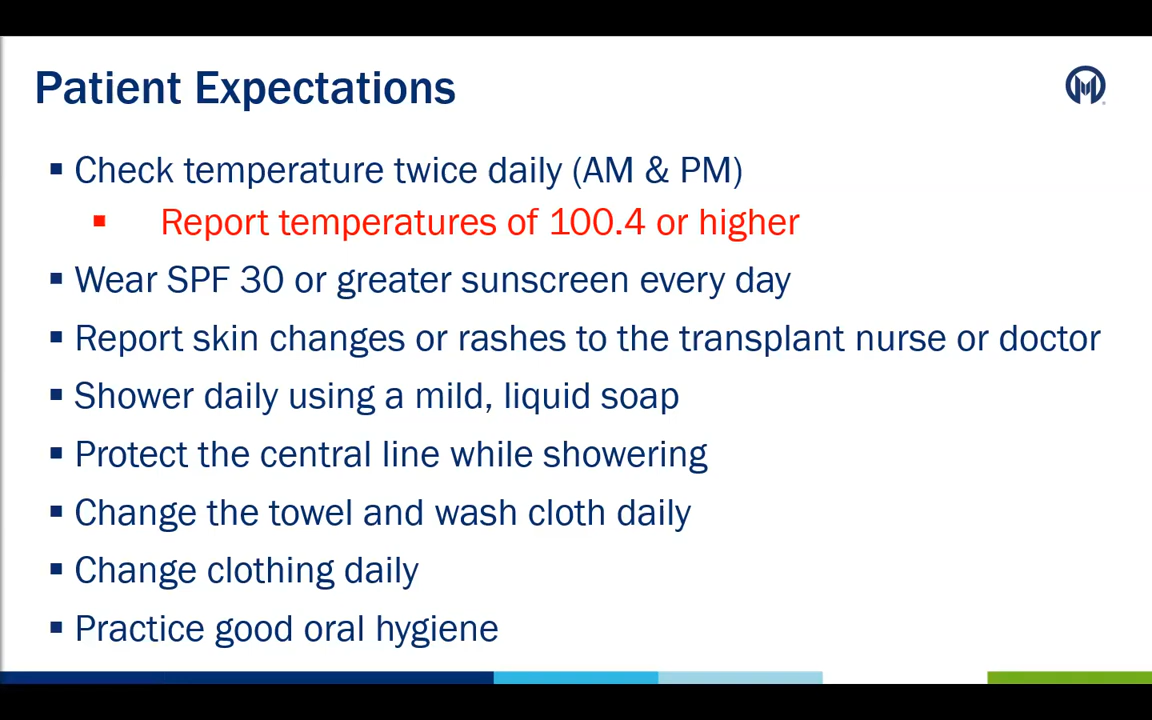 Patient Expectations
▪ Check temperature twice daily (AM & PM)
▪ Report temperatures of 100.4 or higher
▪ Wear SPF 30 or greater sunscreen every day
▪ Report skin changes or rashes to the transplant nurse or doctor
▪ Shower daily using a mild, liquid soap
▪ Protect the central line while showering
▪ Change the towel and wash cloth daily
▪ Change clothing daily
▪ Practice good oral hygiene